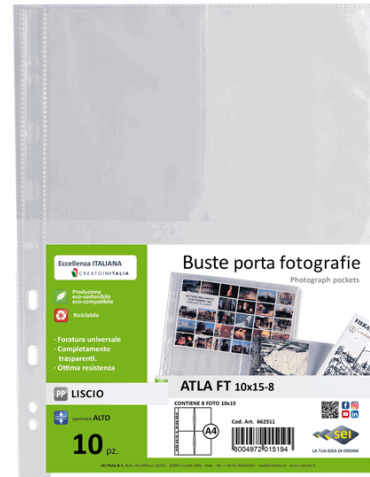 Eccellenza ITALIANA
CREATOINITALIA
Produzione
eco-sostenibile
eco-compatibile
Riciclabile
- Foratura universale
- Completamente
trasparenti.
- Ottima resistenza
PP LISCIO
spessore ALTO
10 pz.
Buste porta fotografie
Photograph pockets
ATLA FT 10x15-8
CONTIENE 8 FOTO 10x15
A4
Cod. Art. 662511
8004972015194
sei
LA TUA IDEA DI ORDINE